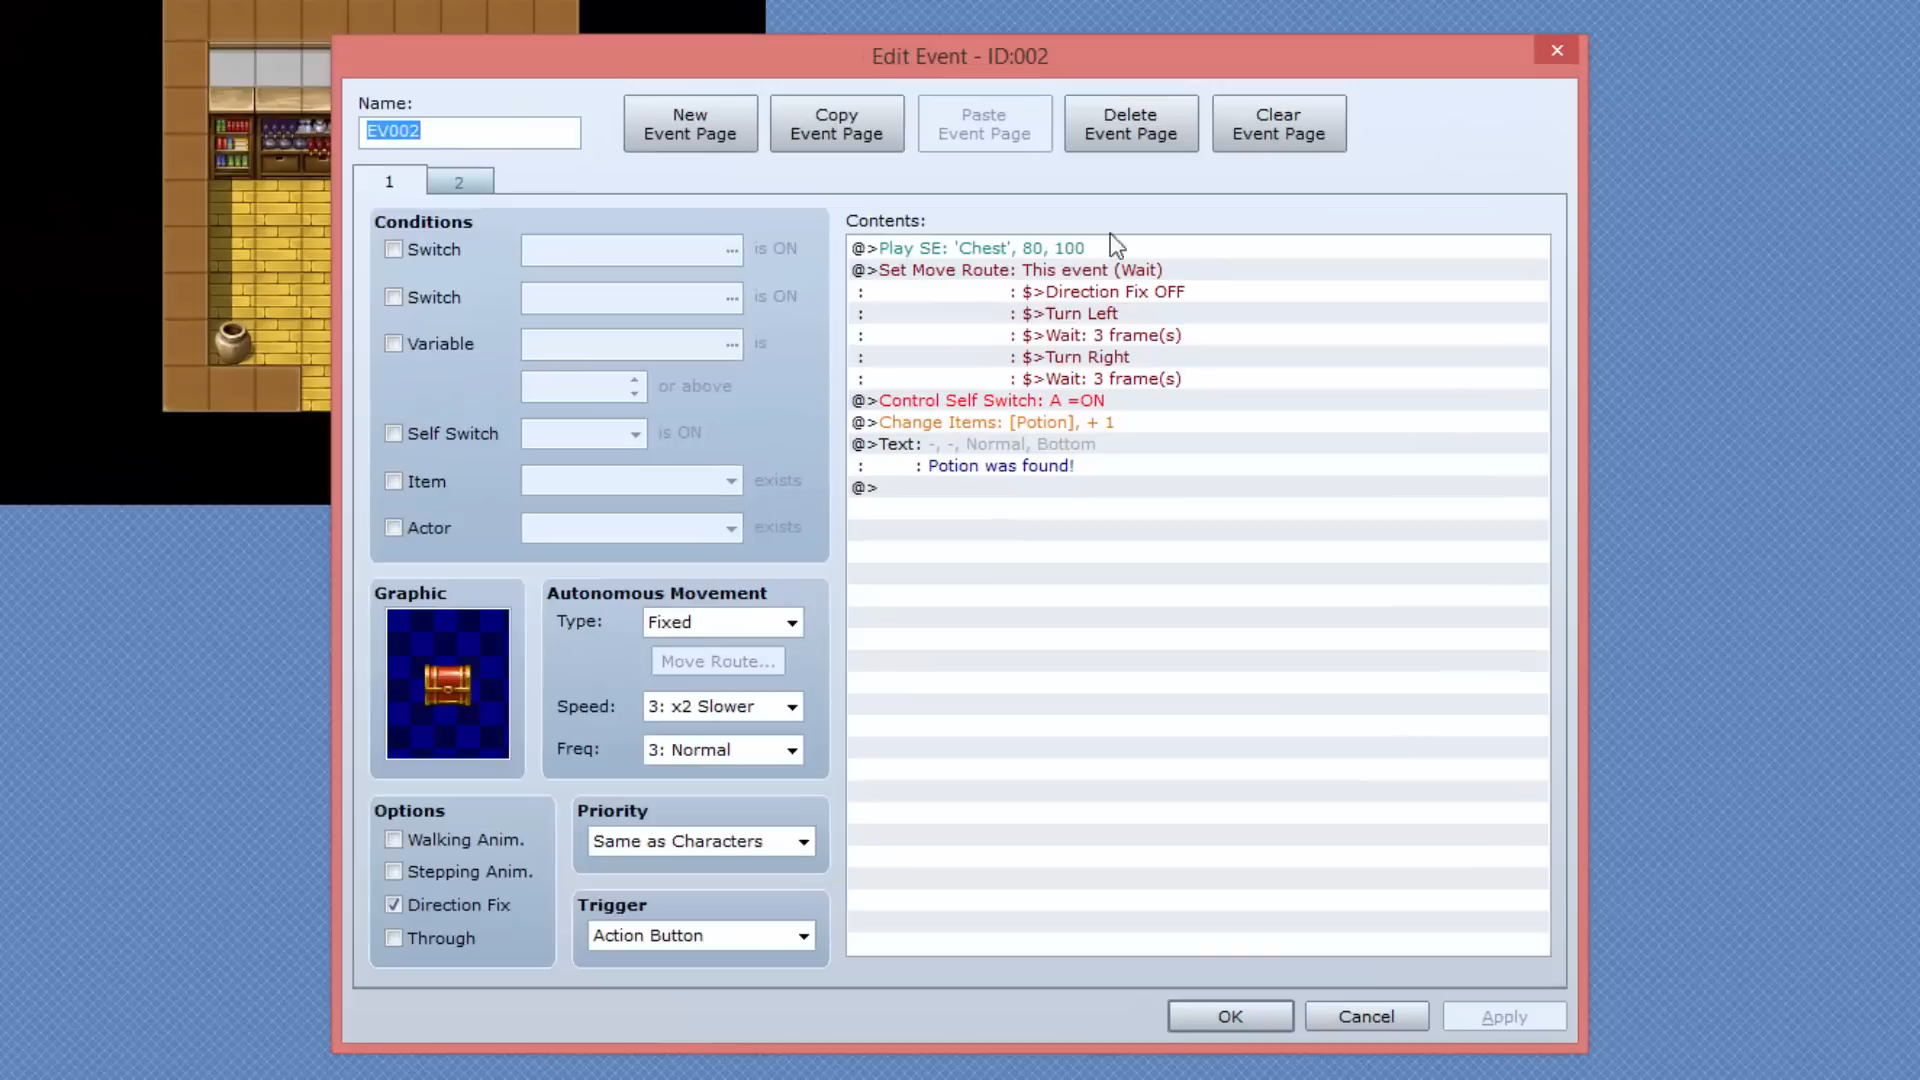 Edit Event - ID:002
Name:
EV002
New
Event Page
Copy
Event Page
Paste
Event Page
Delete
Event Page
Clear
Event Page
1
2
Conditions
Switch ... is ON
Switch ... is ON
Variable ... is
or above
Self Switch is ON
Item exists
Actor exists
Graphic
Autonomous Movement
Type: Fixed
Move Route...
Speed: 3: x2 Slower
Freq: 3: Normal
Options
Walking Anim.
Stepping Anim.
Direction Fix
Through
Priority
Same as Characters
Trigger
Action Button
Contents:
@>Play SE: 'Chest', 80, 100
@>Set Move Route: This event (Wait)
: : $>Direction Fix OFF
: : $>Turn Left
: : $>Wait: 3 frame(s)
: : $>Turn Right
: : $>Wait: 3 frame(s)
@>Control Self Switch: A =ON
@>Change Items: [Potion], + 1
@>Text: -, -, Normal, Bottom
: : Potion was found!
@>
OK
Cancel
Apply